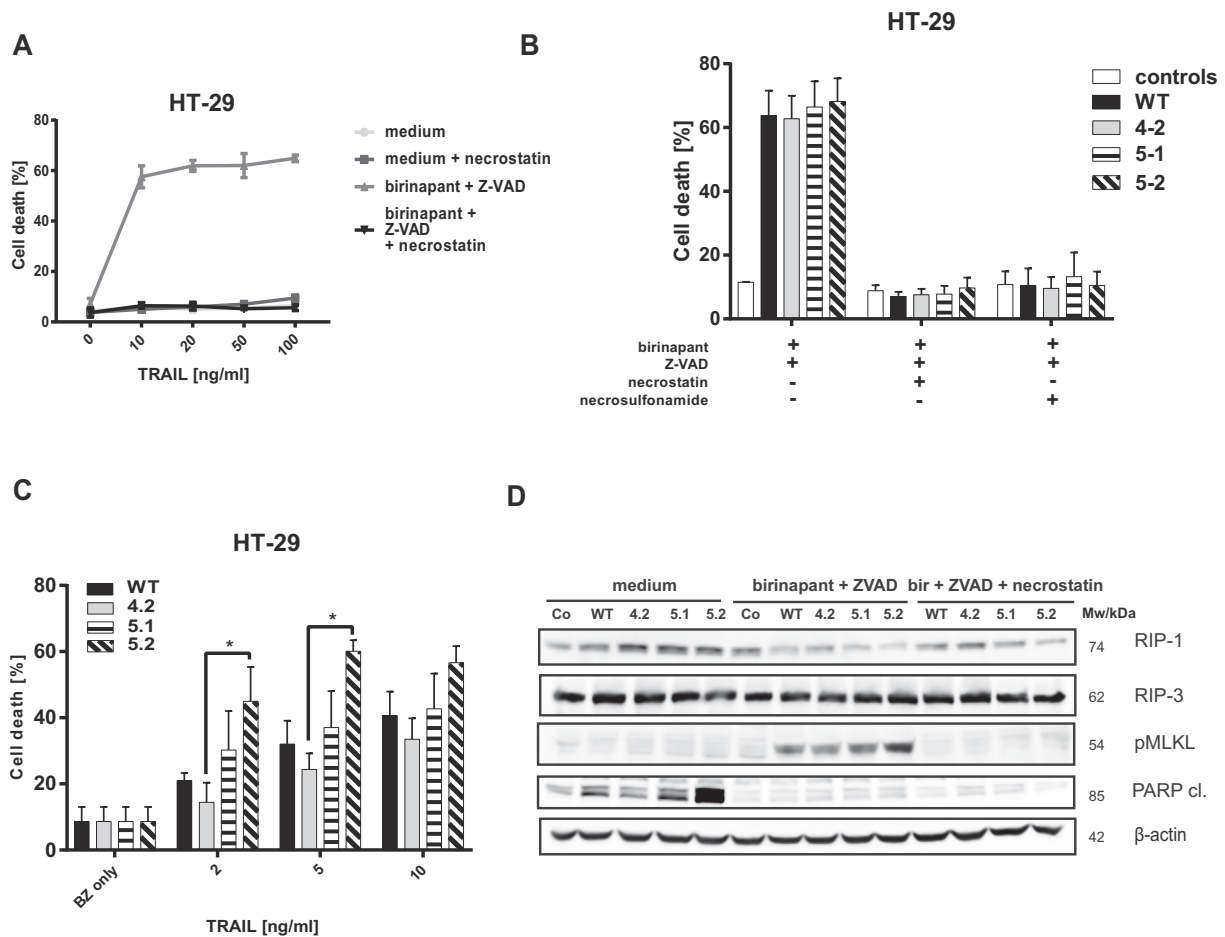 A
HT-29
80
60
40
20
0
Cell death [%]
0 10 20 50 100
TRAIL [ng/ml]
medium
medium + necrostatin
birinapant + Z-VAD
birinapant +
Z-VAD
+ necrostatin
B
HT-29
80
60
40
20
0
Cell death [%]
controls
WT
4-2
5-1
5-2
birinapant + + +
Z-VAD + + +
necrostatin - + -
necrosulfonamide - - +
C
HT-29
80
60
40
20
0
Cell death [%]
WT
4.2
5.1
5.2
* *
BZ only 2 5 10
TRAIL [ng/ml]
D
medium birinapant + ZVAD bir + ZVAD + necrostatin
Co WT 4.2 5.1 5.2 Co WT 4.2 5.1 5.2 WT 4.2 5.1 5.2 Mw/kDa
74 RIP-1
62 RIP-3
54 pMLKL
85 PARP cl.
42 β-actin